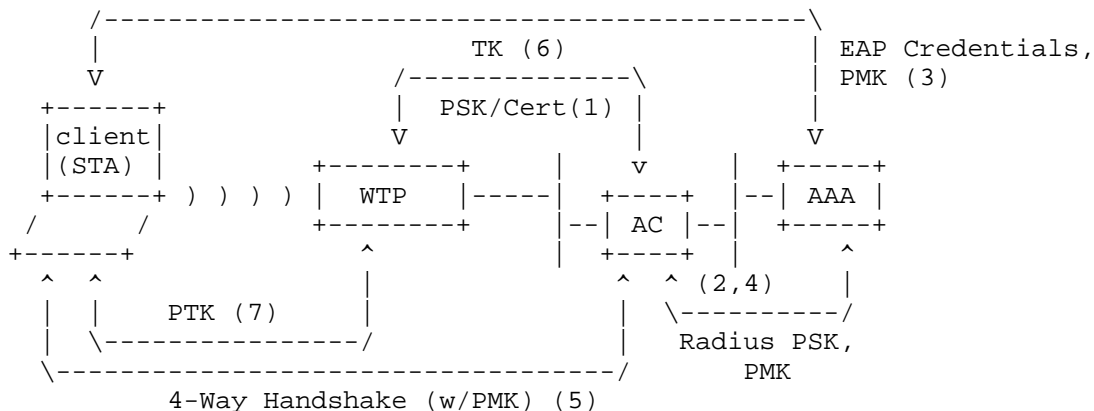 TK (6) EAP Credentials,
PMK (3)
PSK/Cert(1)
client
(STA)
) ) ) ) WTP AC AAA
(2,4)
PTK (7)
Radius PSK,
PMK
4-Way Handshake (w/PMK) (5)